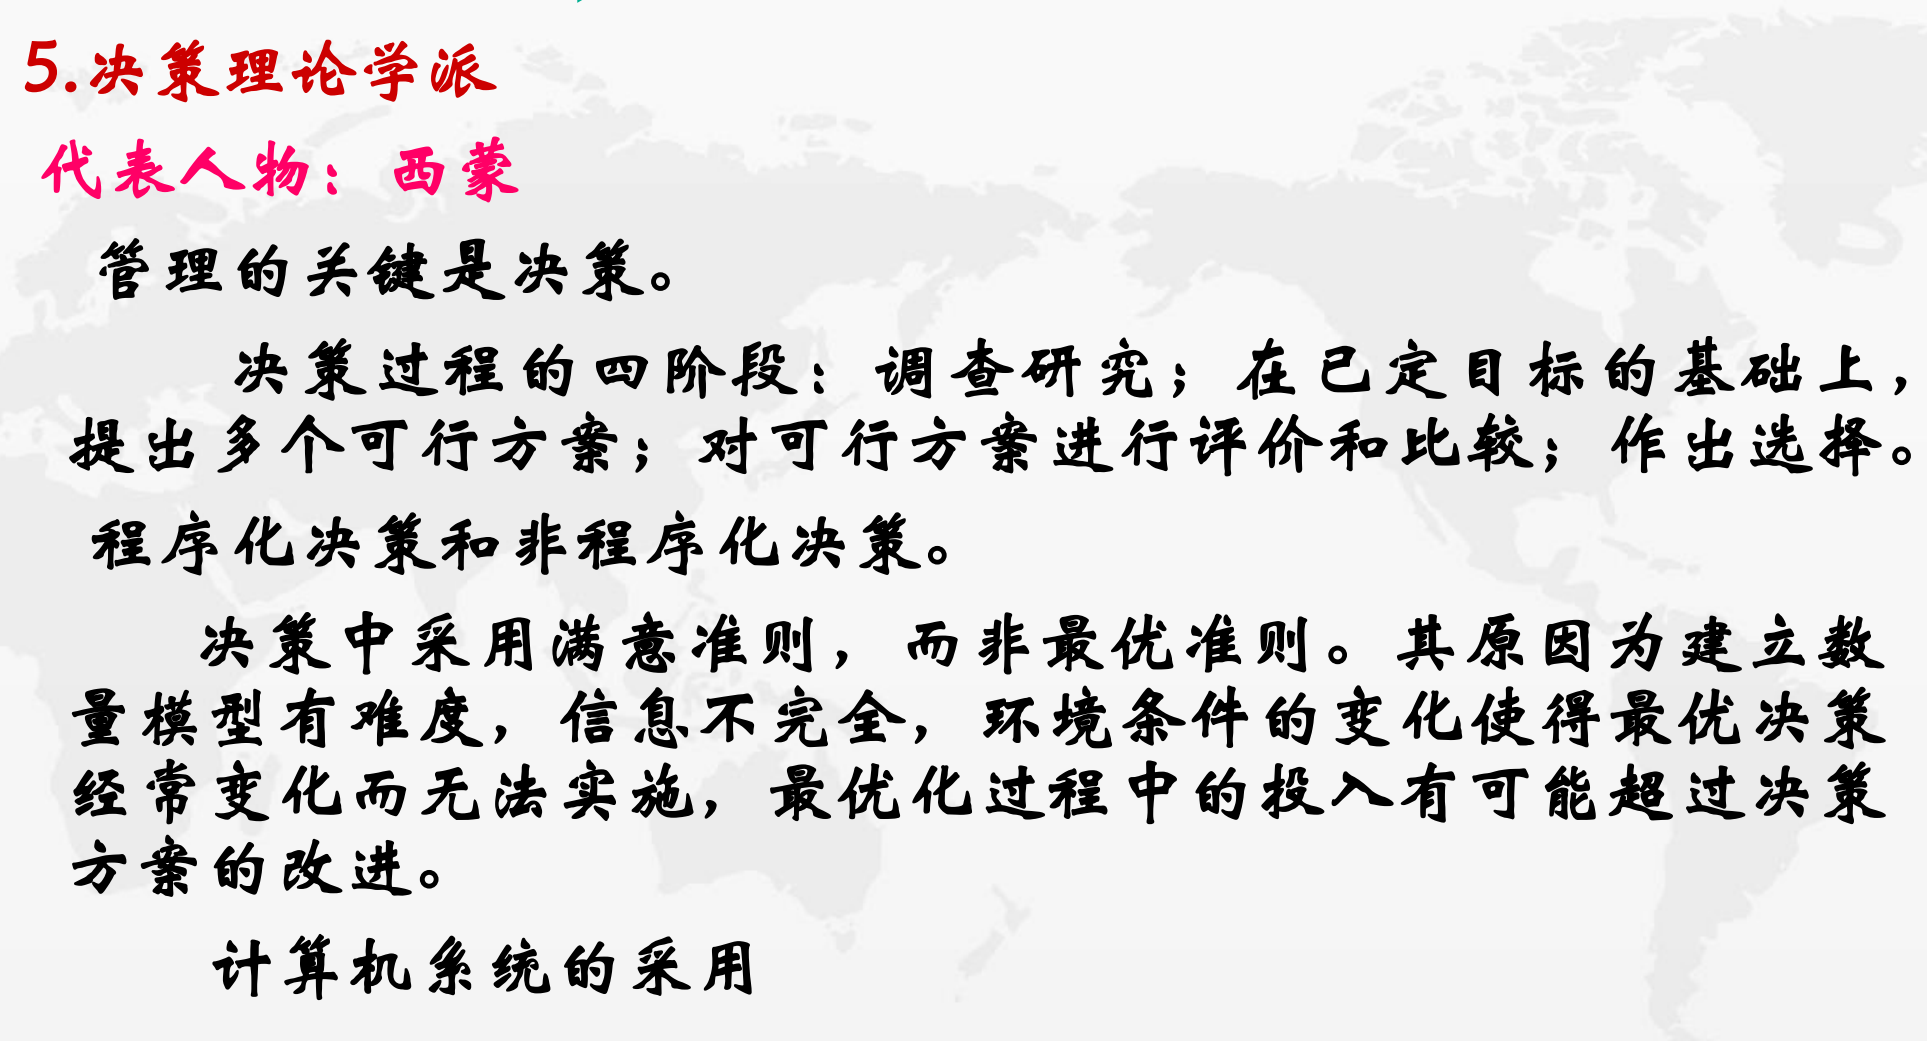 5.决策理论学派
代表人物：西蒙
管理的关键是决策。
决策过程的四阶段：调查研究；在已定目标的基础上，
提出多个可行方案；对可行方案进行评价和比较；作出选择。
程序化决策和非程序化决策。
决策中采用满意准则，而非最优准则。其原因为建立数
量模型有难度，信息不完全，环境条件的变化使得最优决策
经常变化而无法实施，最优化过程中的投入有可能超过决策
方案的改进。
计算机系统的采用